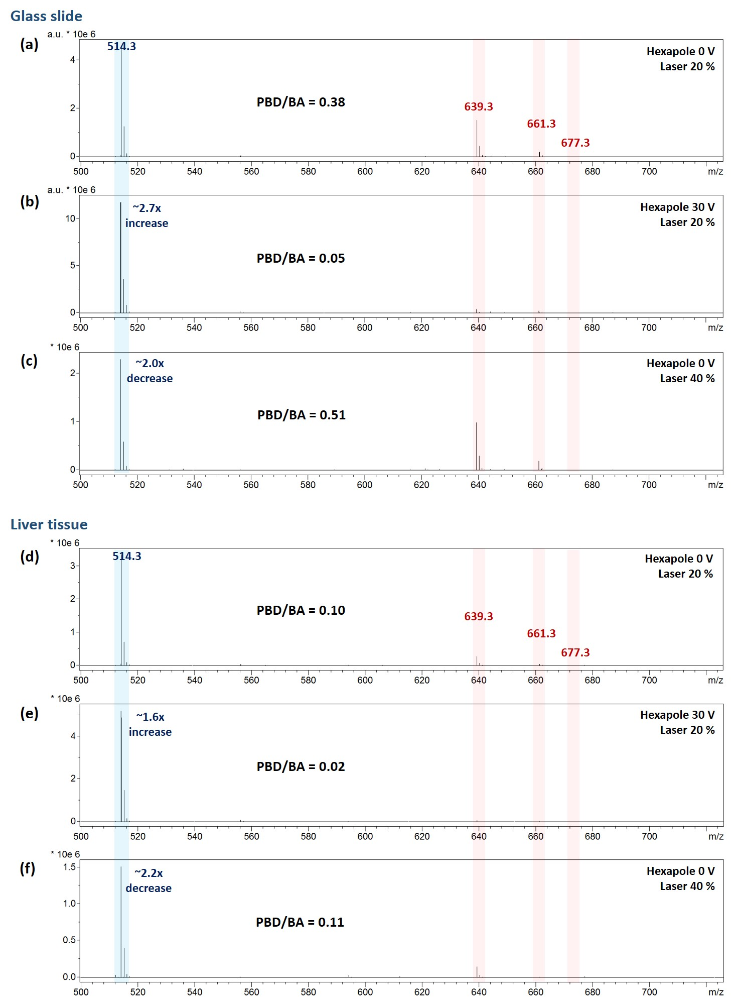 Glass slide
(a)
a.u. * 10e 6
514.3
Hexapole 0 V
Laser 20 %
4
PBD/BA = 0.38
2
639.3
661.3
677.3
0
500 520 540 560 580 600 620 640 660 680 700 m/z
(b)
a.u. * 10e 6
~2.7x
increase
Hexapole 30 V
Laser 20 %
10
PBD/BA = 0.05
5
0
500 520 540 560 580 600 620 640 660 680 700 m/z
(c)
* 10e 6
~2.0x
decrease
Hexapole 0 V
Laser 40 %
2
PBD/BA = 0.51
1
0
500 520 540 560 580 600 620 640 660 680 700 m/z
Liver tissue
(d)
* 10e 6
514.3
Hexapole 0 V
Laser 20 %
3
2
PBD/BA = 0.10
639.3
1
661.3
677.3
0
500 520 540 560 580 600 620 640 660 680 700 m/z
(e)
* 10e 6
~1.6x
increase
Hexapole 30 V
Laser 20 %
4
PBD/BA = 0.02
2
0
500 520 540 560 580 600 620 640 660 680 700 m/z
(f)
* 10e 6
1.5
~2.2x
decrease
Hexapole 0 V
Laser 40 %
1.0
PBD/BA = 0.11
0.5
0.0
500 520 540 560 580 600 620 640 660 680 700 m/z